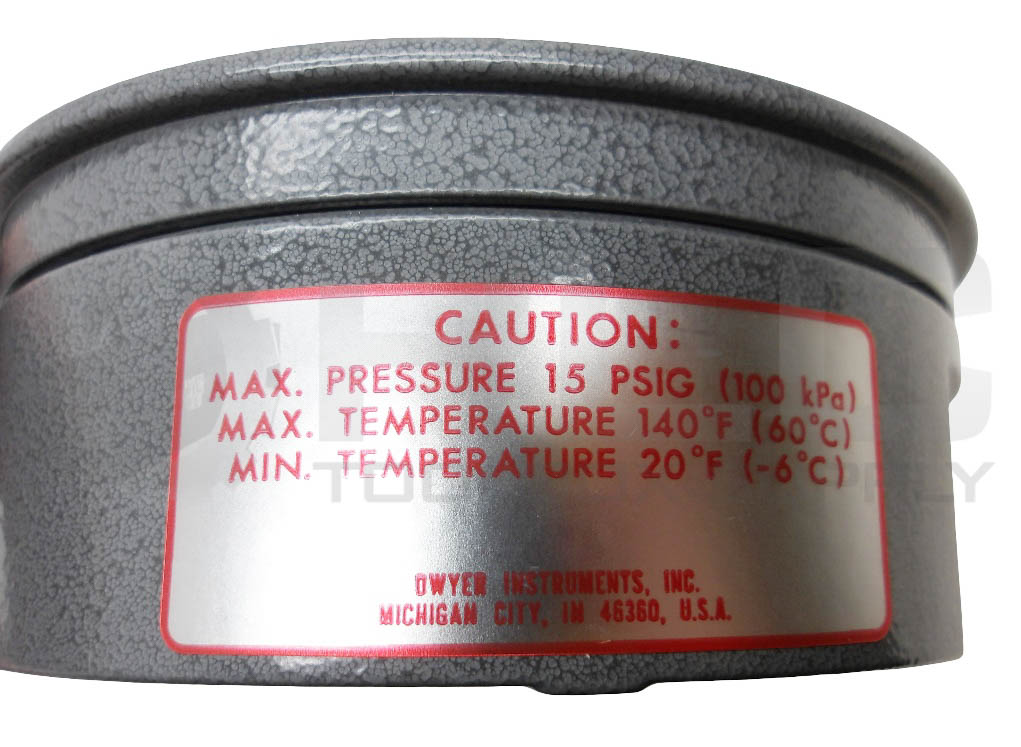 CAUTION:
MAX. PRESSURE 15 PSIG (100 kPa)
MAX. TEMPERATURE 140°F (60°C)
MIN. TEMPERATURE 20°F (-6°C)
DWYER INSTRUMENTS, INC.
MICHIGAN CITY, IN 46360, U.S.A.